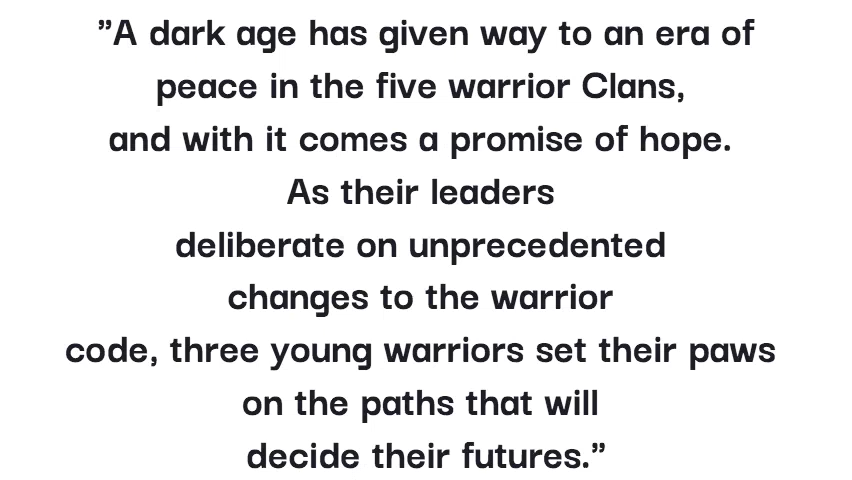 ”A dark age has given way to an era of
peace in the five warrior Clans,
and with it comes a promise of hope.
As their leaders
deliberate on unprecedented
changes to the warrior
code, three young warriors set their paws
on the paths that will
decide their futures.”